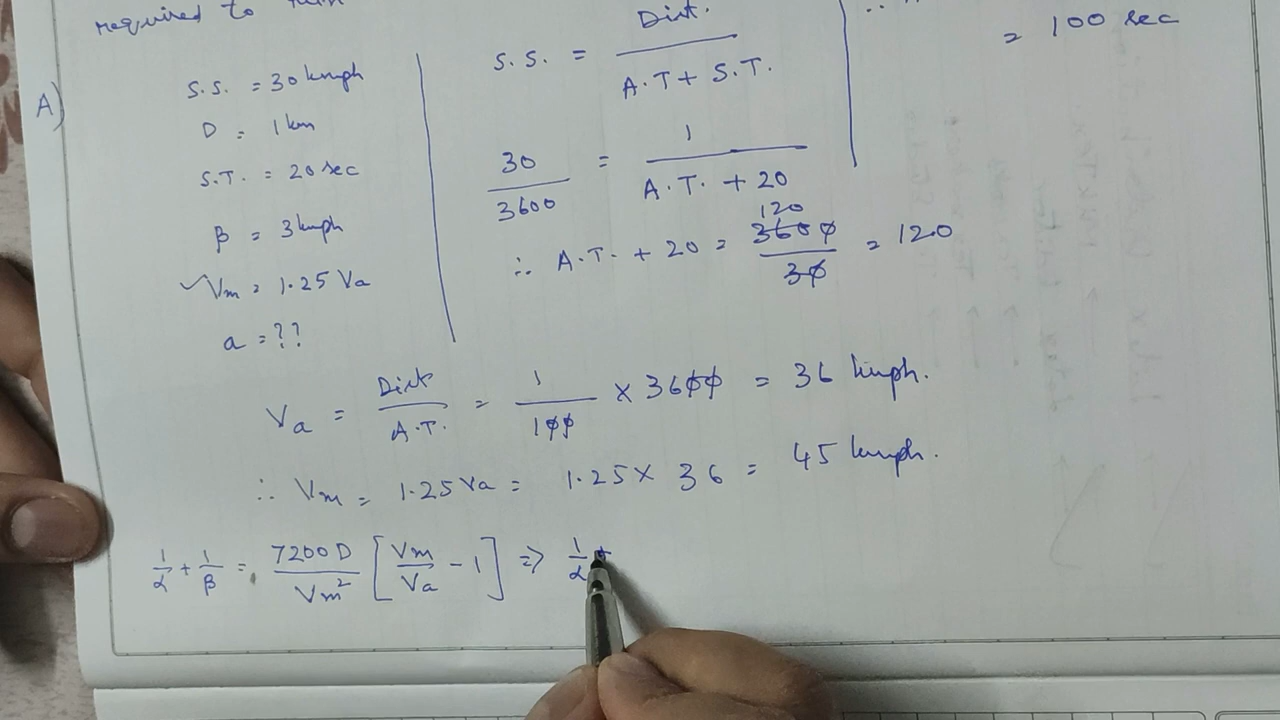 required to
A)
S.S. = 30 kmph
D = 1 km
S.T. = 20 sec
β = 3 kmph
✓Vm = 1.25 Va
a = ??
S.S. = Dist. / A.T + S.T.
30 / 3600 = 1 / A.T. + 20
∴ A.T. + 20 = 3600 / 30 = 120
120
∴
= 100 sec
Va = Dist / A.T. = 1 / 100 × 3600 = 36 kmph.
∴ Vm = 1.25 Va = 1.25 × 36 = 45 kmph.
1/α + 1/β = 7200 D / Vm² [Vm/Va - 1] => 1/α +